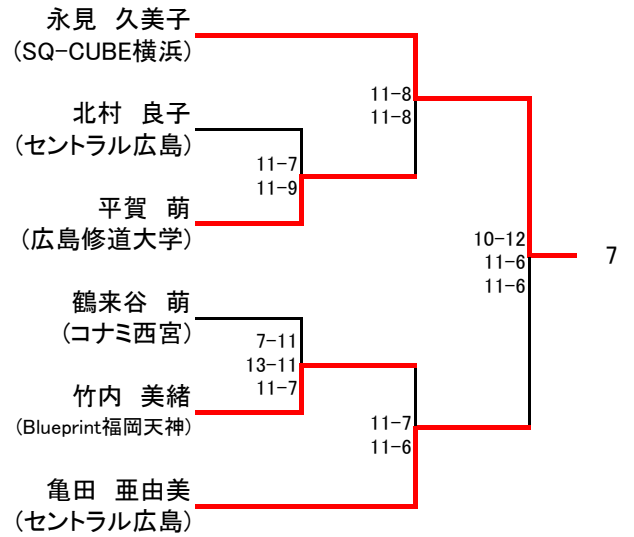 永見　久美子
(SQ-CUBE横浜)
11-8
11-8
北村　良子
(セントラル広島)
11-7
11-9
平賀　萌
(広島修道大学)
10-12
11-6
11-6
7
鶴来谷　萌
(コナミ西宮)
7-11
13-11
11-7
竹内　美緒
(Blueprint福岡天神)
11-7
11-6
亀田　亜由美
(セントラル広島)